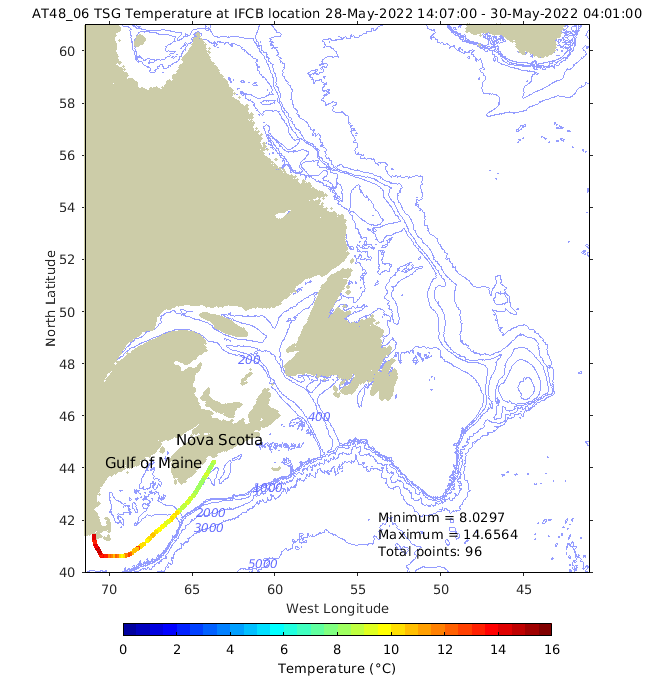 AT48_06 TSG Temperature at IFCB location 28-May-2022 14:07:00 - 30-May-2022 04:01:00
60
58
56
54
52
50
48
46
44
42
40
North Latitude
200
400
Nova Scotia
Gulf of Maine
1000
2000
3000
5000
Minimum = 8.0297
Maximum = 14.6564
Total points: 96
70 65 60 55 50 45
West Longitude
0 2 4 6 8 10 12 14 16
Temperature (°C)